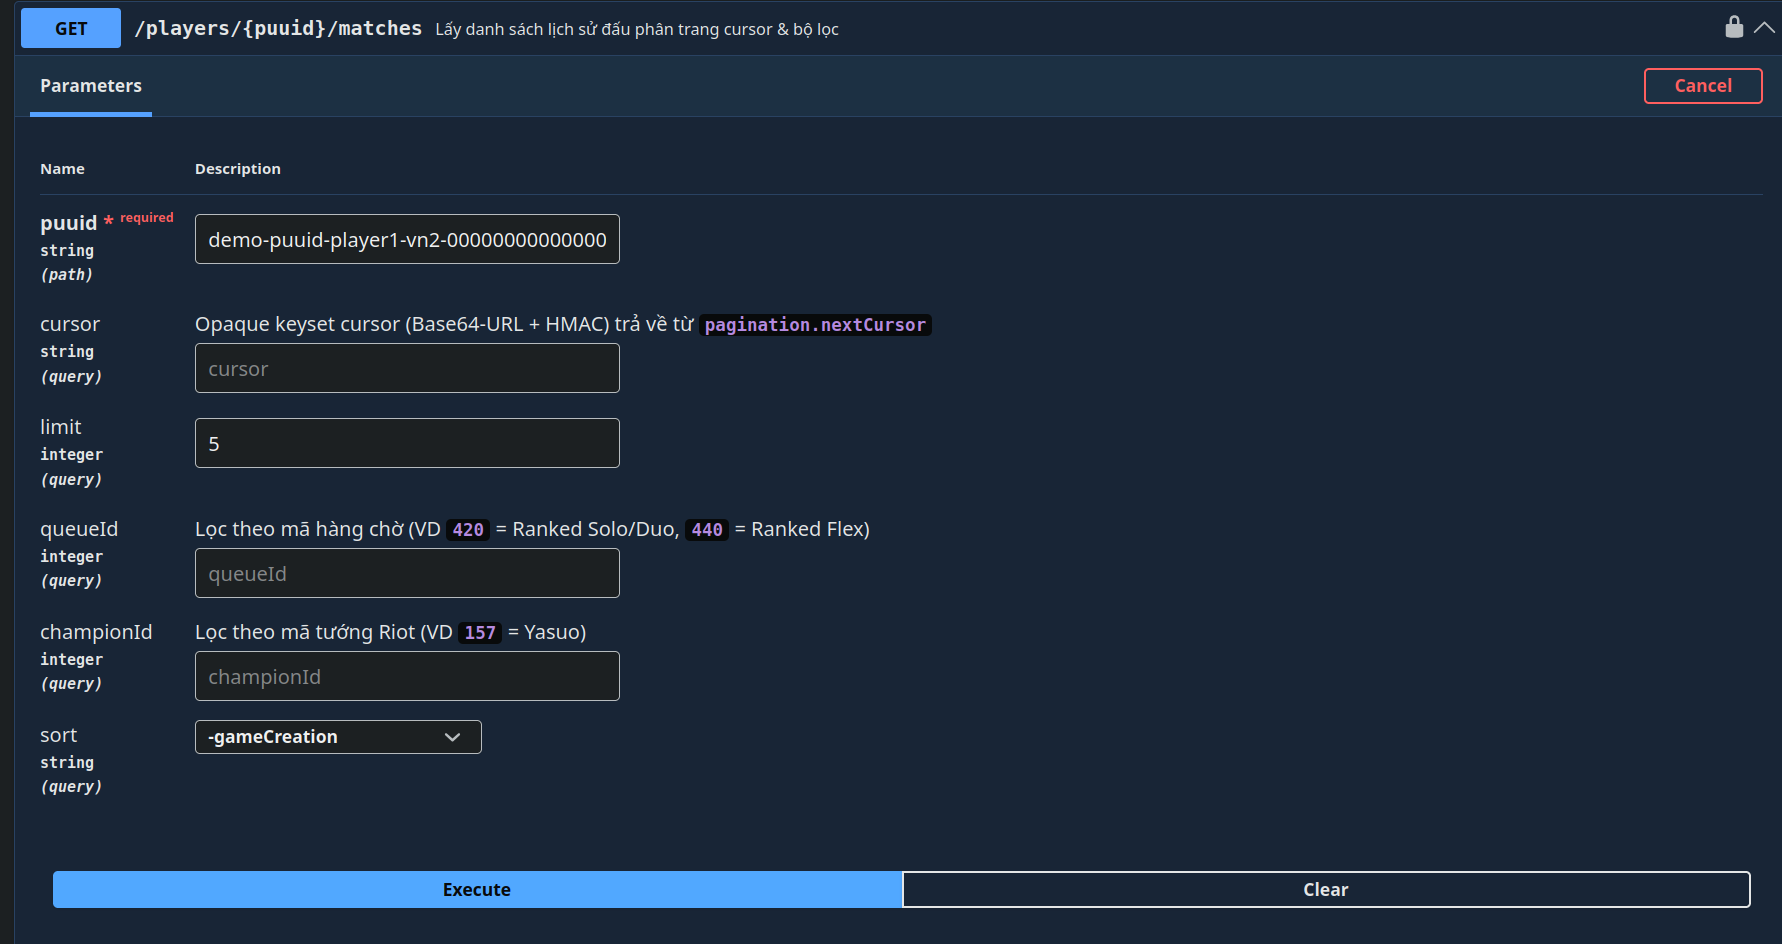 GET /players/{puuid}/matches Lấy danh sách lịch sử đấu phân trang cursor & bộ lọc
Parameters
Cancel
Name Description
puuid * required
string
(path)
demo-puuid-player1-vn2-00000000000000
cursor
string
(query)
Opaque keyset cursor (Base64-URL + HMAC) trả về từ pagination.nextCursor
cursor
limit
integer
(query)
5
queueId
integer
(query)
Lọc theo mã hàng chờ (VD 420 = Ranked Solo/Duo, 440 = Ranked Flex)
queueId
championId
integer
(query)
Lọc theo mã tướng Riot (VD 157 = Yasuo)
championId
sort
string
(query)
-gameCreation
Execute
Clear